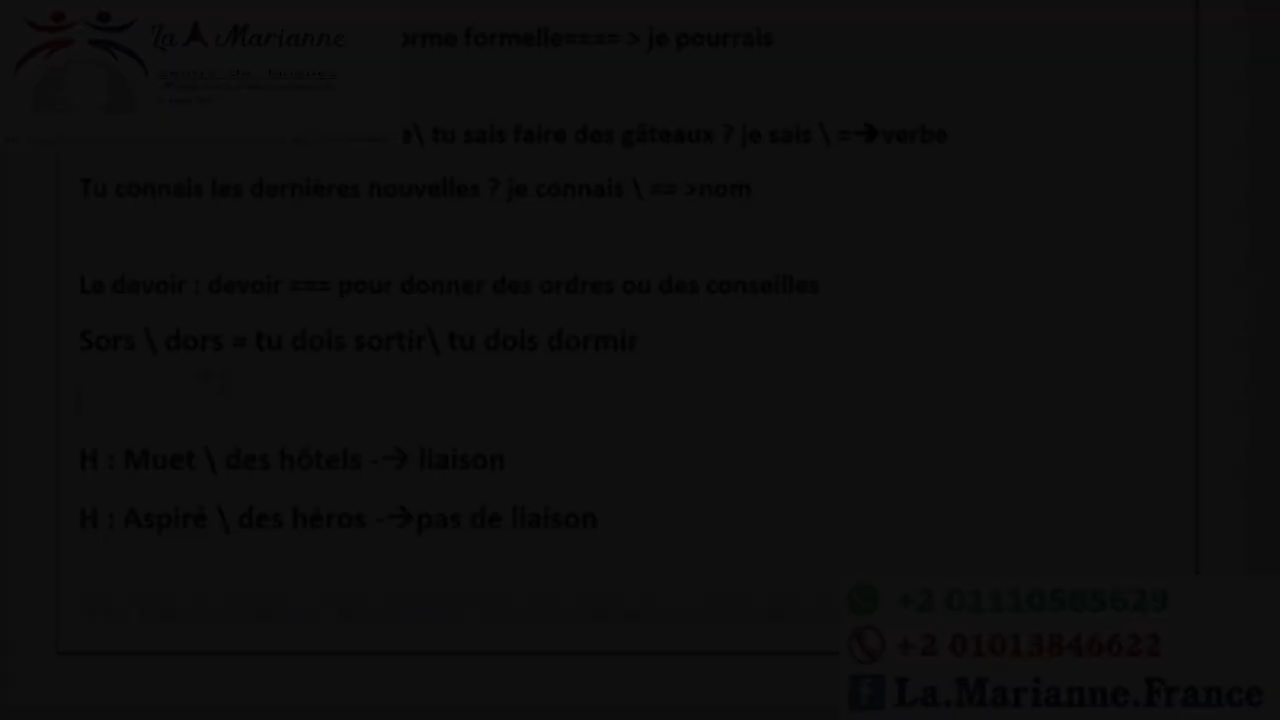 La Marianne
orme formelle==== > je pourrais
e\ tu sais faire des gâteaux ? je sais \ =➔verbe
Tu connais les dernières nouvelles ? je connais \ == >nom
Le devoir : devoir === pour donner des ordres ou des conseilles
Sors \ dors = tu dois sortir\ tu dois dormir
H : Muet \ des hôtels -→ liaison
H : Aspiré \ des héros -→pas de liaison
+2 01110585629
+2 01013846622
La.Marianne.France